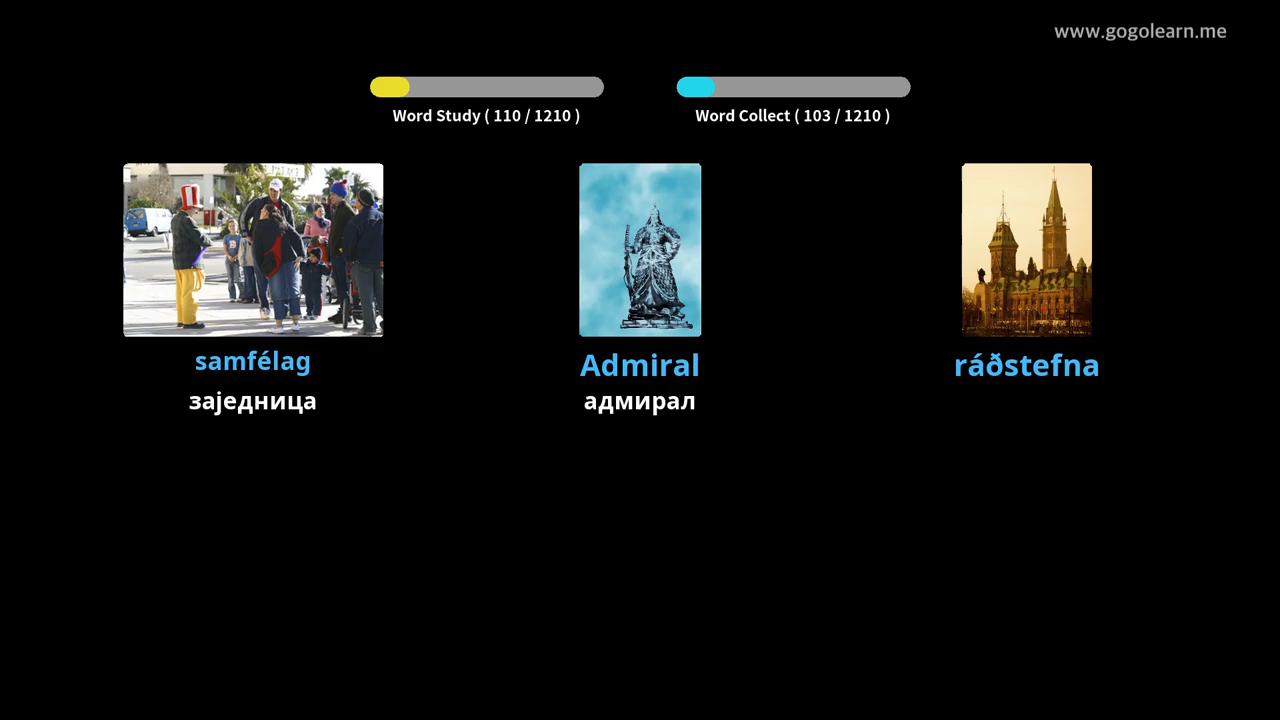 www.gogolearn.me
Word Study ( 110 / 1210 )
Word Collect ( 103 / 1210 )
samfélag
заједница
Admiral
адмирал
ráðstefna